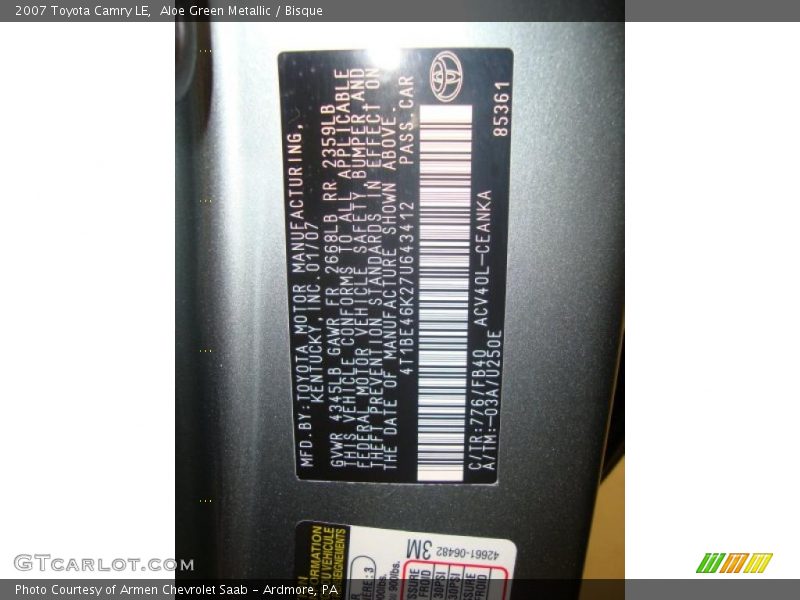 2007 Toyota Camry LE,  Aloe Green Metallic / Bisque
MFD.BY:TOYOTA MOTOR MANUFACTURING,
KENTUCKY, INC. 01/07
GVWR 4345LB GAWR FR 2668LB RR 2359LB
THIS VEHICLE CONFORMS TO ALL APPLICABLE
FEDERAL MOTOR VEHICLE SAFETY BUMPER, AND
THEFT PREVENTION STANDARDS IN EFFECT ON
THE DATE OF MANUFACTURE SHOWN ABOVE.
4T1BE46K27U643412 PASS.CAR
85361
C/TR:776/FB40 ACV40L-CEANKA
A/TM:-03A/U250E
42661-06482
3M
GTCarLot.com
Photo Courtesy of Armen Chevrolet Saab - Ardmore, PA